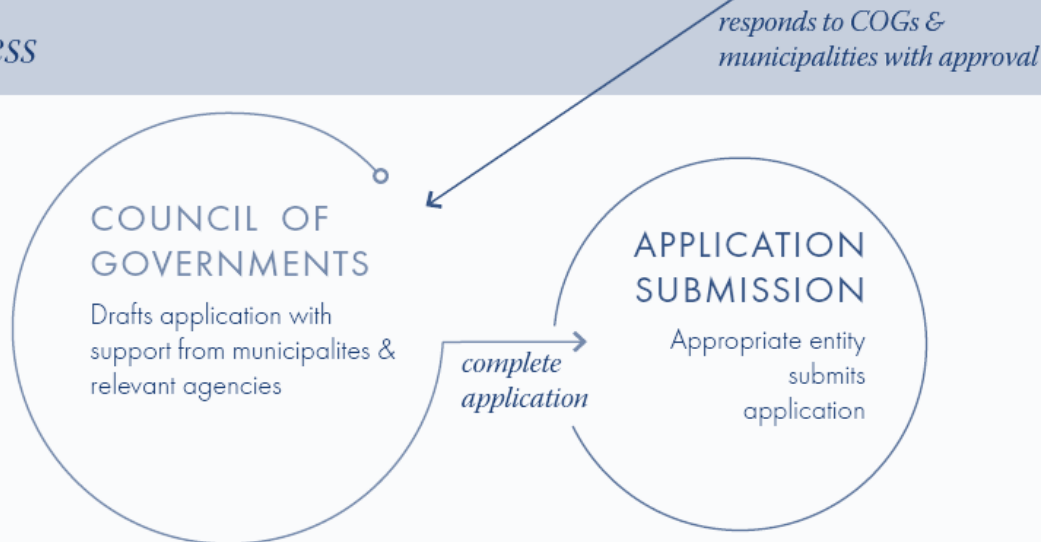 responds to COGs &
ess
municipalities with approval
COUNCIL OF
GOVERNMENTS
Drafts application with
support from municipalites &
relevant agencies
complete
application
APPLICATION
SUBMISSION
Appropriate entity
submits
application